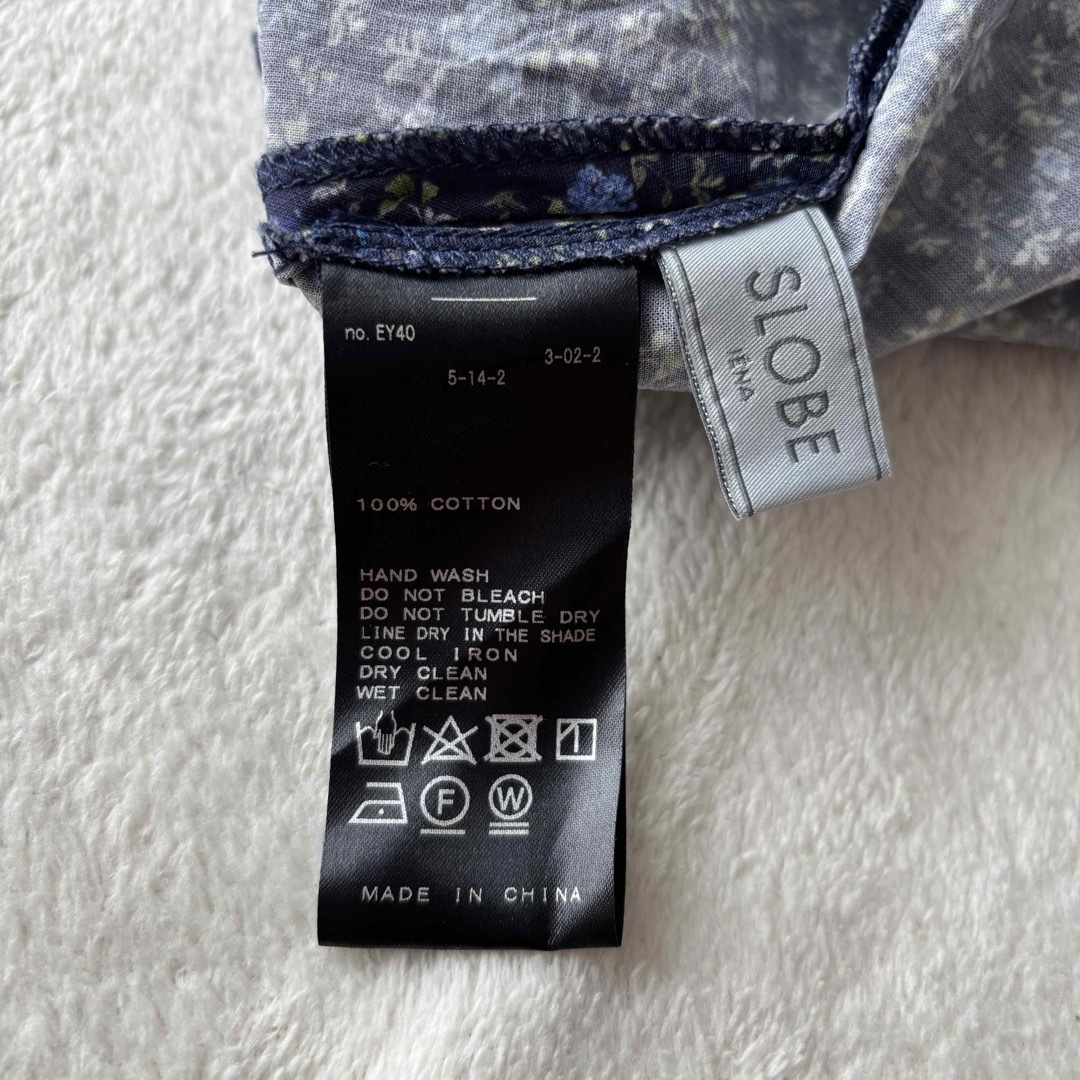 no. EY40
3-02-2
5-14-2
100% COTTON
HAND WASH
DO NOT BLEACH
DO NOT TUMBLE DRY
LINE DRY IN THE SHADE
COOL IRON
DRY CLEAN
WET CLEAN
F W
MADE IN CHINA
SLOBE
IÉNA